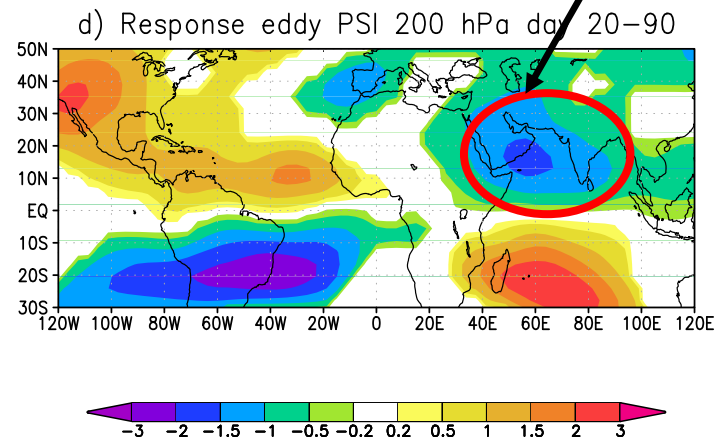 d) Response eddy PSI 200 hPa day 20-90
50N
40N
30N
20N
10N
EQ
10S
20S
30S
120W 100W 80W 60W 40W 20W 0 20E 40E 60E 80E 100E 120E
-3 -2 -1.5 -1 -0.5 -0.2 0.2 0.5 1 1.5 2 3